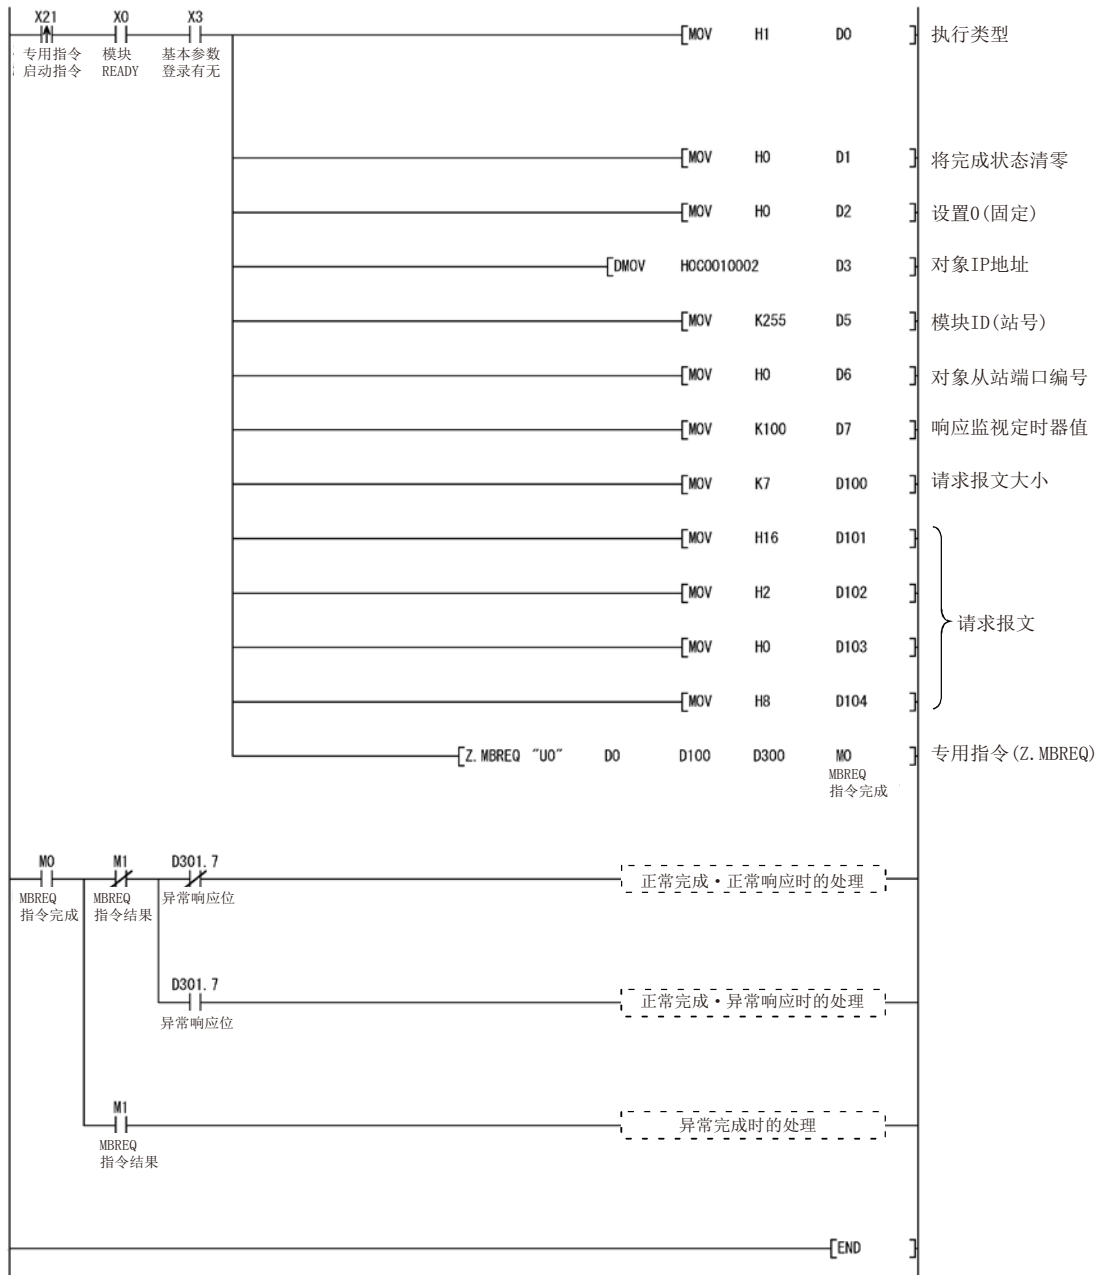 X21 X0 X3
MOV H1 D0 执行类型
专用指令 模块 基本参数
启动指令 READY 登录有无
MOV H0 D1 将完成状态清零
MOV H0 D2 设置0(固定)
DMOV H0C0010002 D3 对象IP地址
MOV K255 D5 模块ID(站号)
MOV H0 D6 对象从站端口编号
MOV K100 D7 响应监视定时器值
MOV K7 D100 请求报文大小
MOV H16 D101
MOV H2 D102
请求报文
MOV H0 D103
MOV H8 D104
Z.MBREQ "U0" D0 D100 D300 M0 专用指令(Z.MBREQ)
MBREQ
指令完成
M0 M1 D301.7
正常完成·正常响应时的处理
MBREQ MBREQ 异常响应位
指令完成 指令结果
D301.7
正常完成·异常响应时的处理
异常响应位
M1
异常完成时的处理
MBREQ
指令结果
END